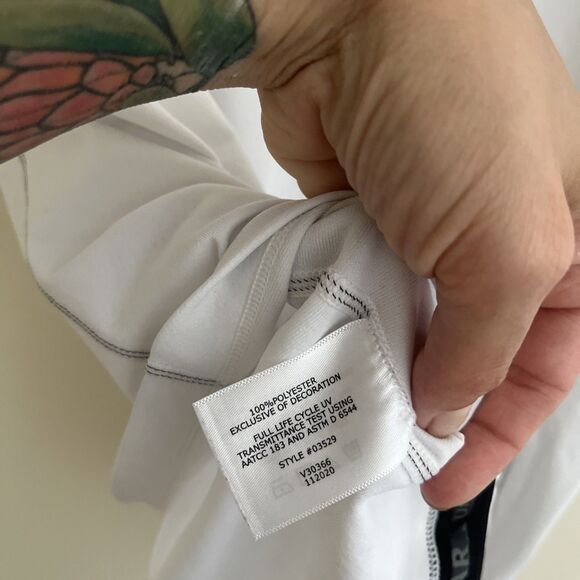 100%POLYESTER
EXCLUSIVE OF DECORATION
FULL LIFE CYCLE UV
TRANSMITTANCE TEST USING
AATCC 183 AND ASTM D 6544
STYLE #03529
V30366
112020